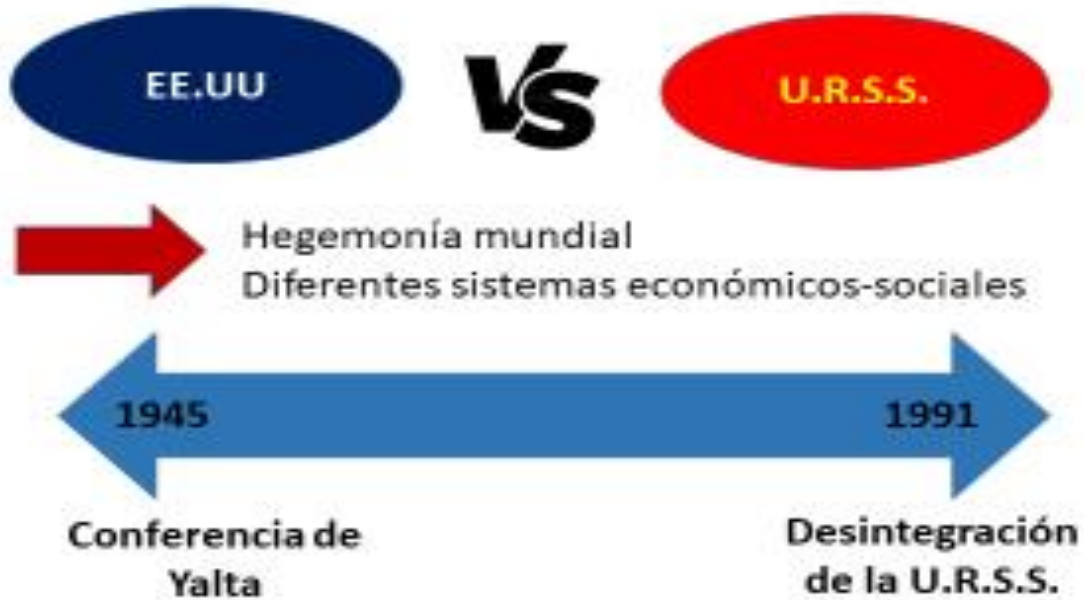 EE.UU
VS
U.R.S.S.
Hegemonía mundial
Diferentes sistemas económicos-sociales
1945
1991
Conferencia de
Yalta
Desintegración
de la U.R.S.S.